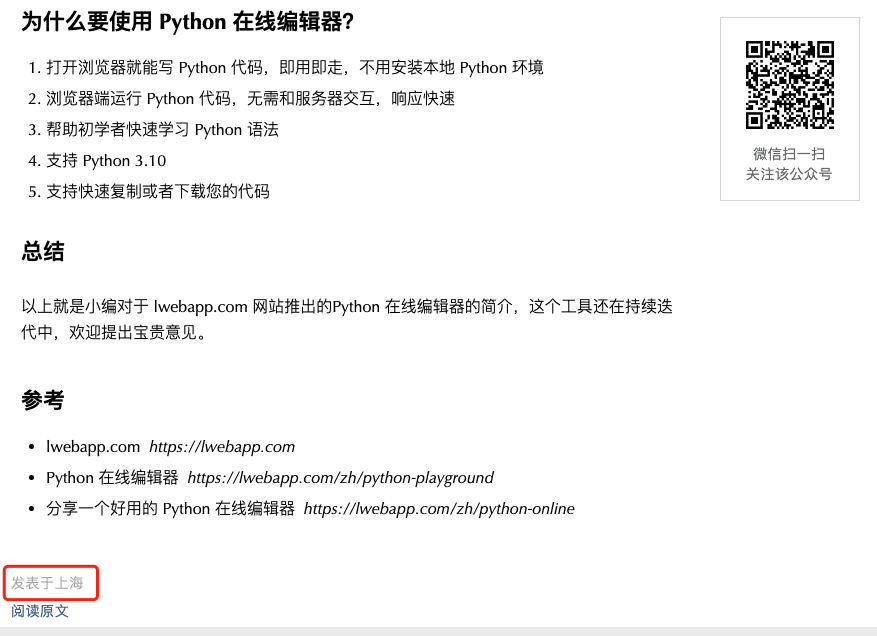 为什么要使用 Python 在线编辑器?
1. 打开浏览器就能写 Python 代码，即用即走，不用安装本地 Python 环境
2. 浏览器端运行 Python 代码，无需和服务器交互，响应快速
3. 帮助初学者快速学习 Python 语法
4. 支持 Python 3.10
5. 支持快速复制或者下载您的代码
微信扫一扫
关注该公众号
总结
以上就是小编对于 lwebapp.com 网站推出的Python 在线编辑器的简介，这个工具还在持续迭
代中，欢迎提出宝贵意见。
参考
• lwebapp.com https://lwebapp.com
• Python 在线编辑器 https://lwebapp.com/zh/python-playground
• 分享一个好用的 Python 在线编辑器 https://lwebapp.com/zh/python-online
发表于上海
阅读原文